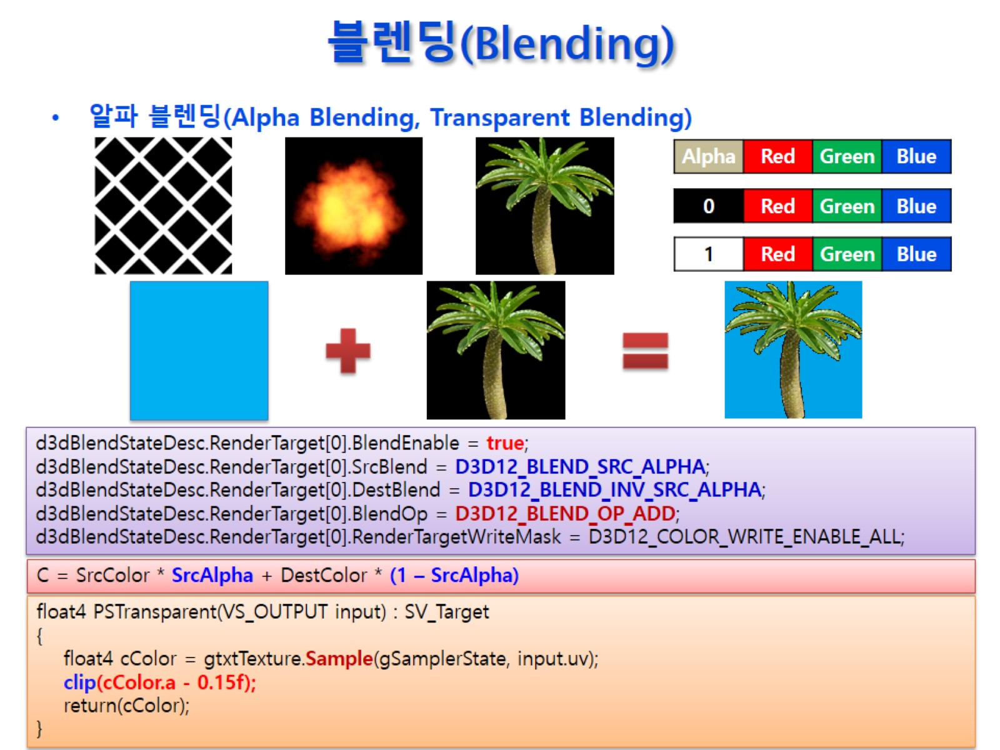 블렌딩(Blending)
• 알파 블렌딩(Alpha Blending, Transparent Blending)
Alpha Red Green Blue
0 Red Green Blue
1 Red Green Blue
d3dBlendStateDesc.RenderTarget[0].BlendEnable = true;
d3dBlendStateDesc.RenderTarget[0].SrcBlend = D3D12_BLEND_SRC_ALPHA;
d3dBlendStateDesc.RenderTarget[0].DestBlend = D3D12_BLEND_INV_SRC_ALPHA;
d3dBlendStateDesc.RenderTarget[0].BlendOp = D3D12_BLEND_OP_ADD;
d3dBlendStateDesc.RenderTarget[0].RenderTargetWriteMask = D3D12_COLOR_WRITE_ENABLE_ALL;
C = SrcColor * SrcAlpha + DestColor * (1 – SrcAlpha)
float4 PSTransparent(VS_OUTPUT input) : SV_Target
{
float4 cColor = gtxtTexture.Sample(gSamplerState, input.uv);
clip(cColor.a - 0.15f);
return(cColor);
}